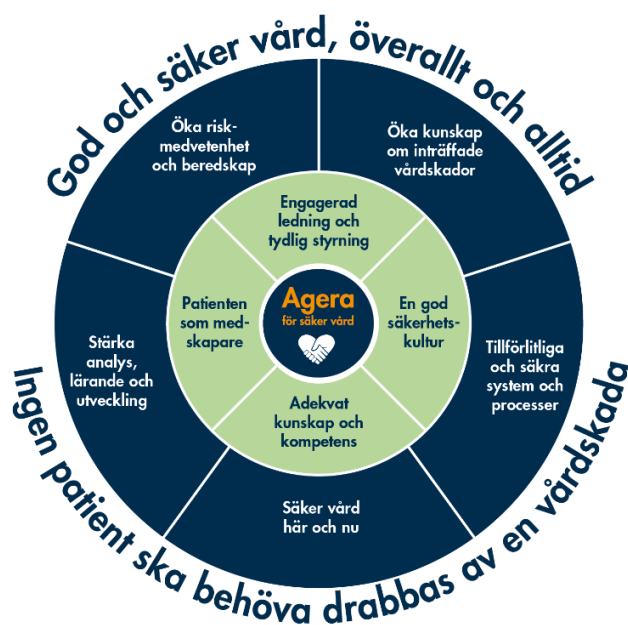 God och säker vård, överallt och alltid
Öka risk-
medvetenhet
och beredskap
Öka kunskap
om inträffade
vårdskador
Engagerad
ledning och
tydlig styrning
Patienten
som med-
skapare
Agera
för säker vård
En god
säkerhets-
kultur
Stärka
analys,
lärande och
utveckling
Tillförlitliga
och säkra
system och
processer
Adekvat
kunskap och
kompetens
Säker vård
här och nu
Ingen patient ska behöva drabbas av en vårdskada